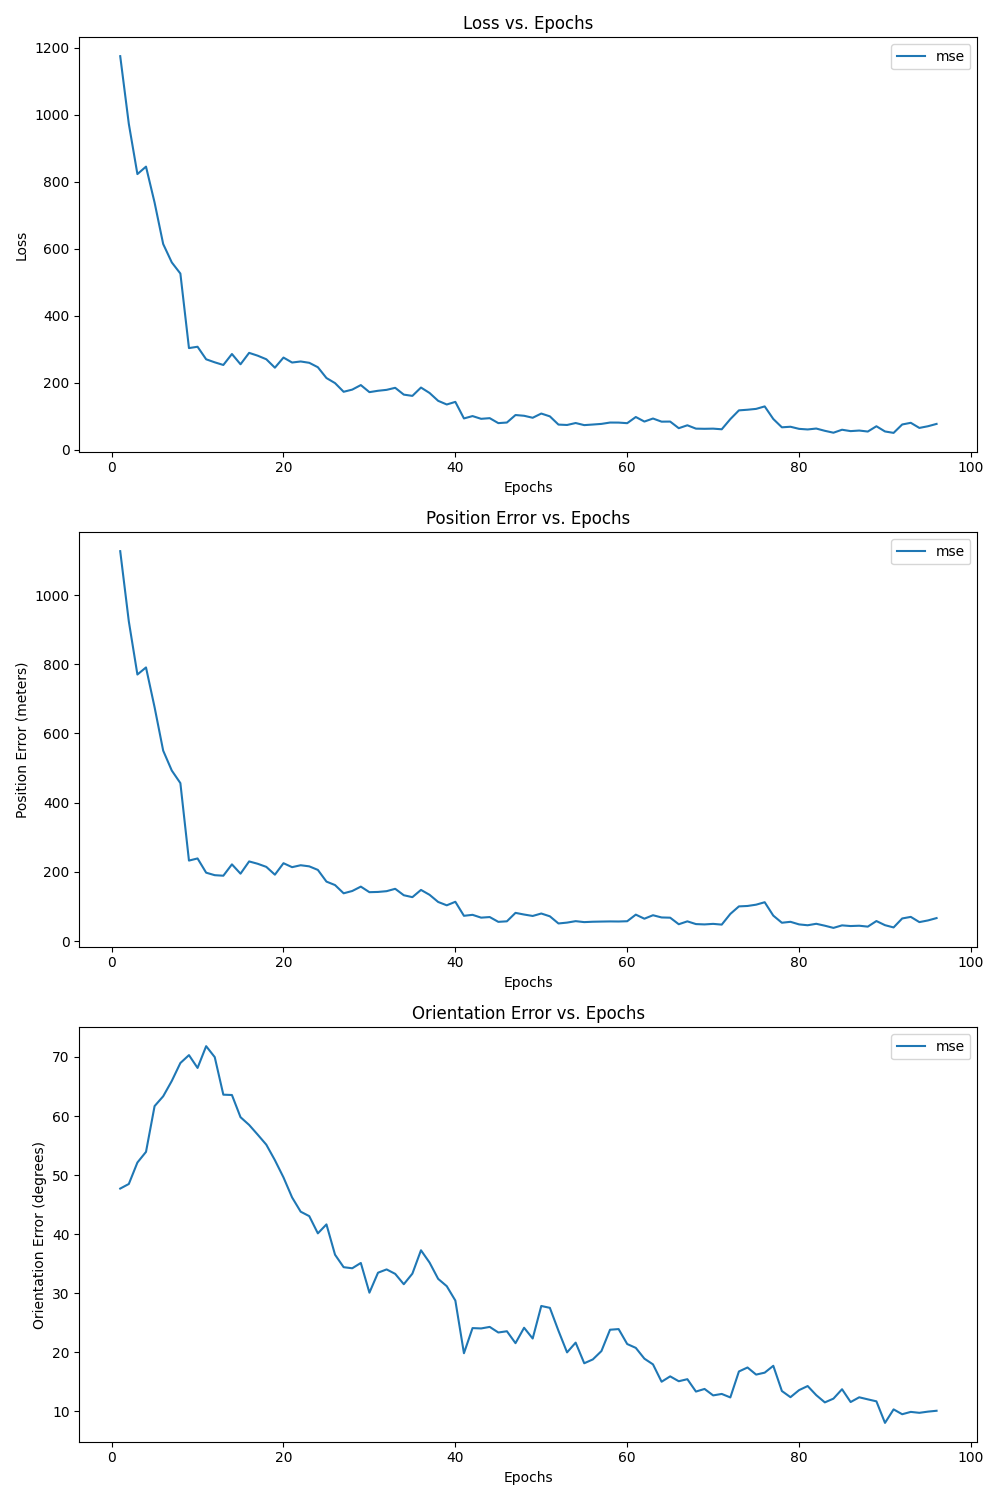 Loss vs. Epochs
mse
Loss
1200
1000
800
600
400
200
0
0 20 40 60 80 100
Epochs
Position Error vs. Epochs
mse
Position Error (meters)
1000
800
600
400
200
0
0 20 40 60 80 100
Epochs
Orientation Error vs. Epochs
mse
Orientation Error (degrees)
70
60
50
40
30
20
10
0 20 40 60 80 100
Epochs